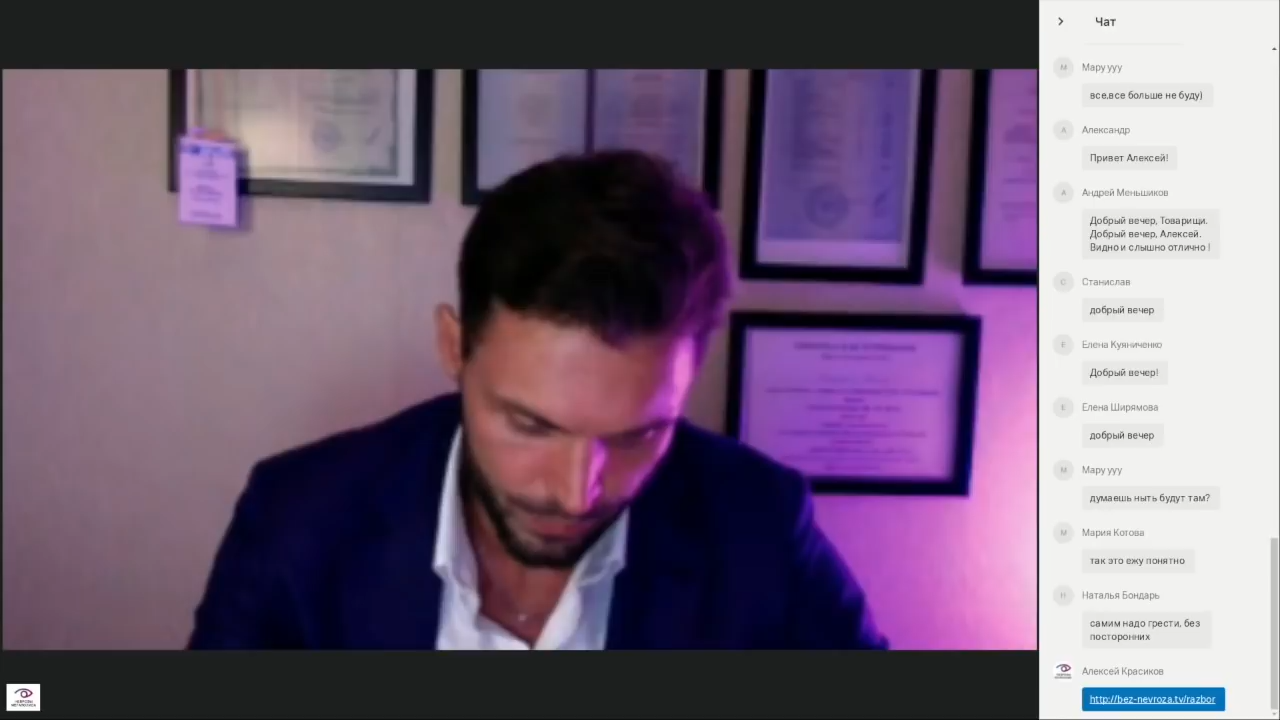 Чат
М
Мару ууу
все,все больше не буду)
А
Александр
Привет Алексей!
А
Андрей Меньшиков
Добрый вечер, Товарищи.
Добрый вечер, Алексей.
Видно и слышно отлично !
С
Станислав
добрый вечер
Е
Елена Куяниченко
Добрый вечер!
Е
Елена Ширямова
добрый вечер
М
Мару ууу
думаешь ныть будут там?
М
Мария Котова
так это ежу понятно
Н
Наталья Бондарь
самим надо грести, без
посторонних
Алексей Красиков
http://bez-nevroza.tv/razbor